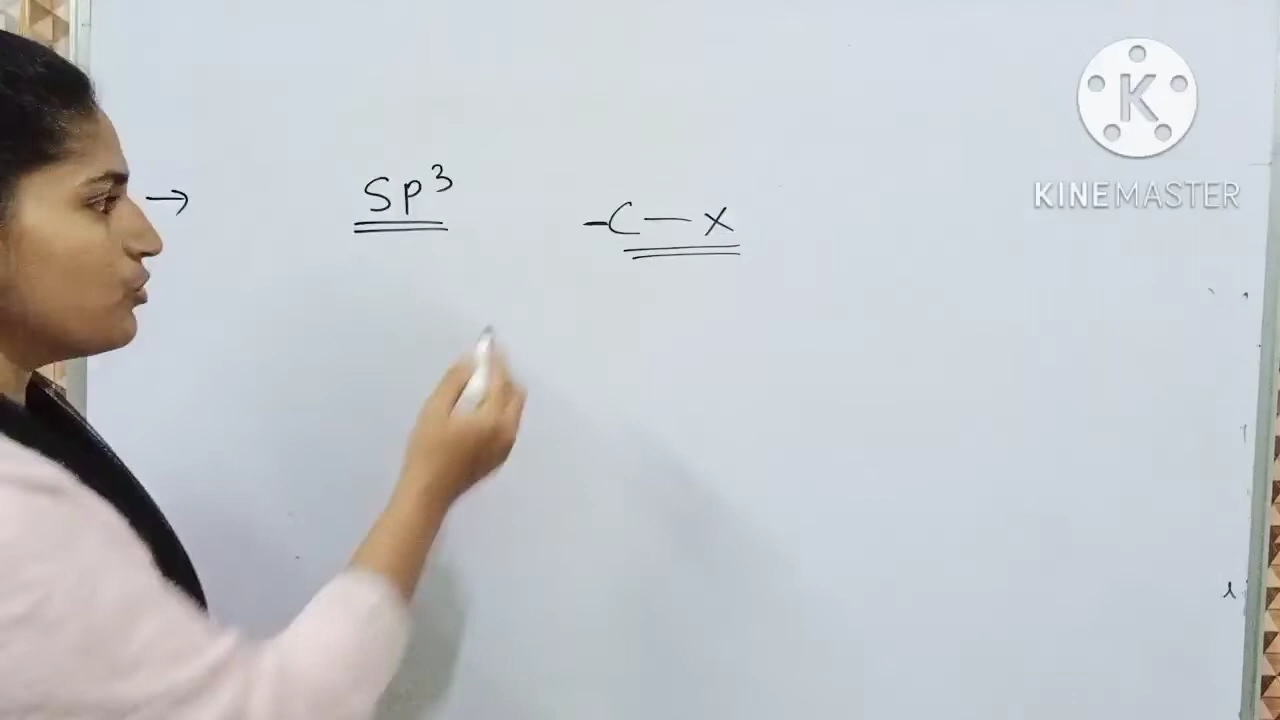 → Sp³ -C-X
K
KINEMASTER